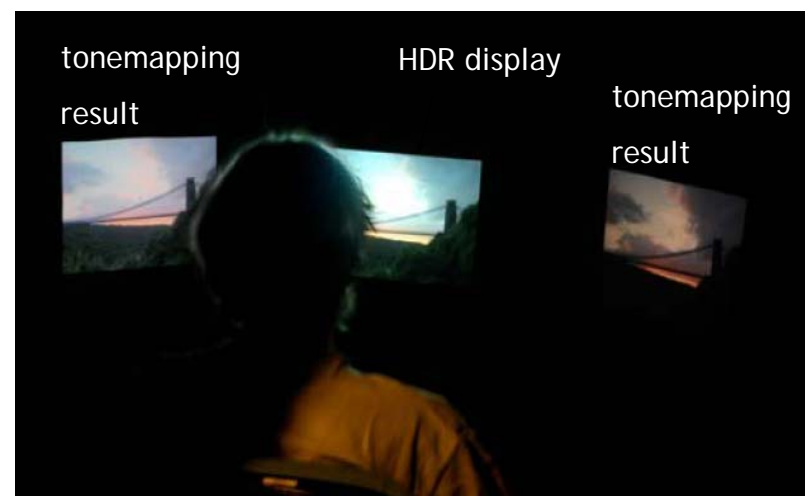 tonemapping
result
HDR display
tonemapping
result